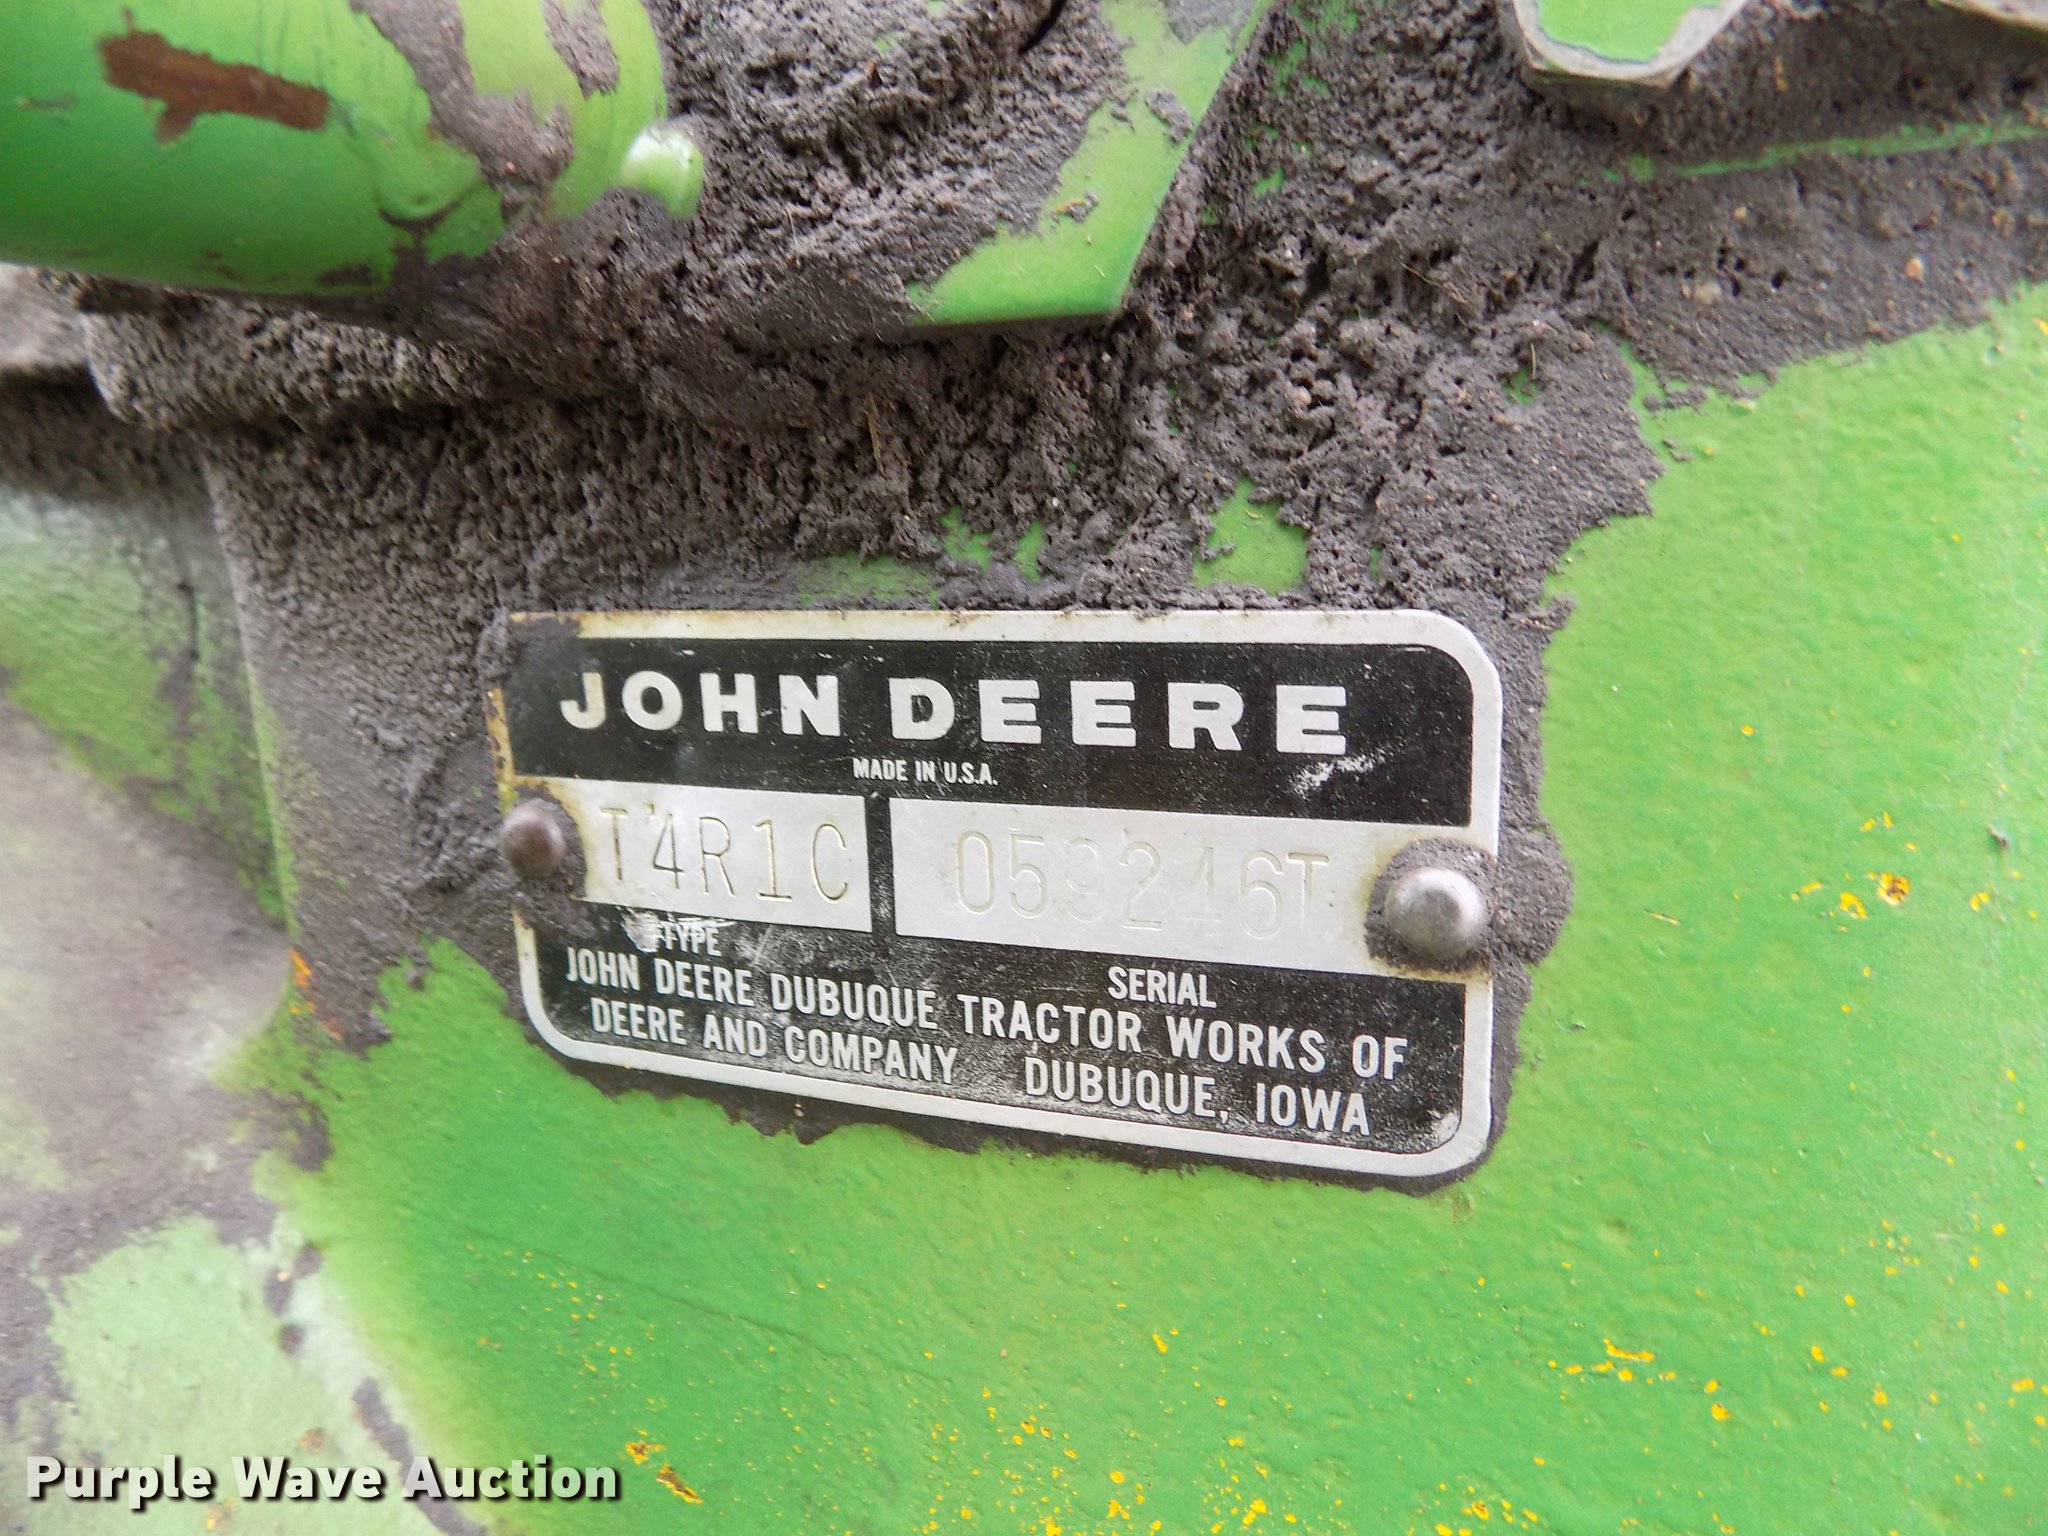 JOHN DEERE
MADE IN U.S.A.
T4R1C 059246T
TYPE SERIAL
JOHN DEERE DUBUQUE TRACTOR WORKS OF
DEERE AND COMPANY DUBUQUE, IOWA
Purple Wave Auction